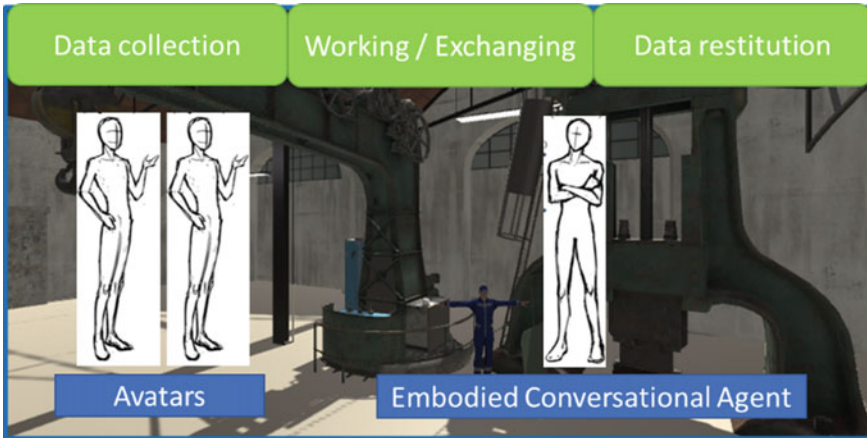 Data collection
Working / Exchanging
Data restitution
Avatars
Embodied Conversational Agent